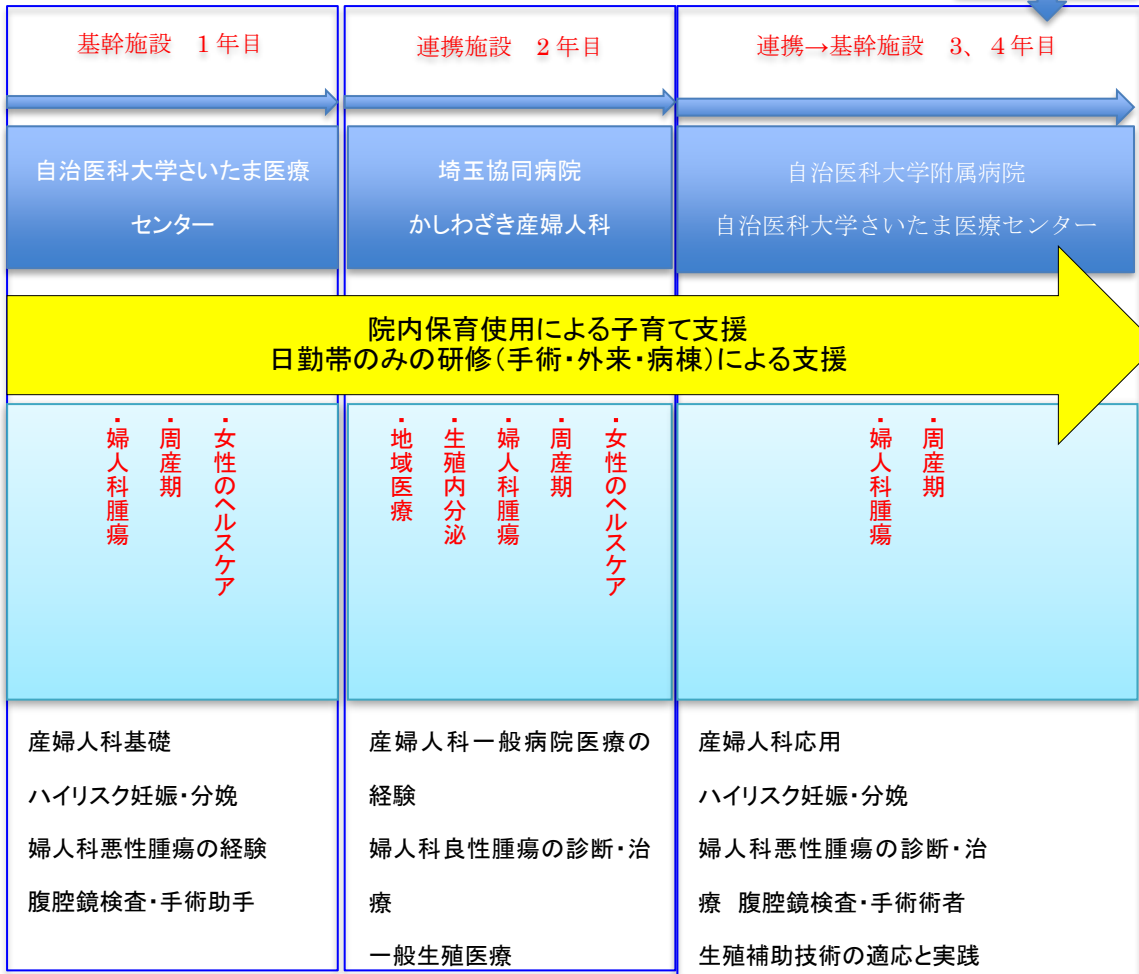 基幹施設　1年目
連携施設　2年目
連携→基幹施設　3、4年目
自治医科大学さいたま医療
センター
埼玉協同病院
かしわざき産婦人科
自治医科大学附属病院
自治医科大学さいたま医療センター
院内保育使用による子育て支援
日勤帯のみの研修(手術・外来・病棟)による支援
・女性のヘルスケア
・周産期
・婦人科腫瘍
・女性のヘルスケア
・周産期
・婦人科腫瘍
・生殖内分泌
・地域医療
・周産期
・婦人科腫瘍
産婦人科基礎
ハイリスク妊娠・分娩
婦人科悪性腫瘍の経験
腹腔鏡検査・手術助手
産婦人科一般病院医療の
経験
婦人科良性腫瘍の診断・治
療
一般生殖医療
産婦人科応用
ハイリスク妊娠・分娩
婦人科悪性腫瘍の診断・治
療　腹腔鏡検査・手術術者
生殖補助技術の適応と実践